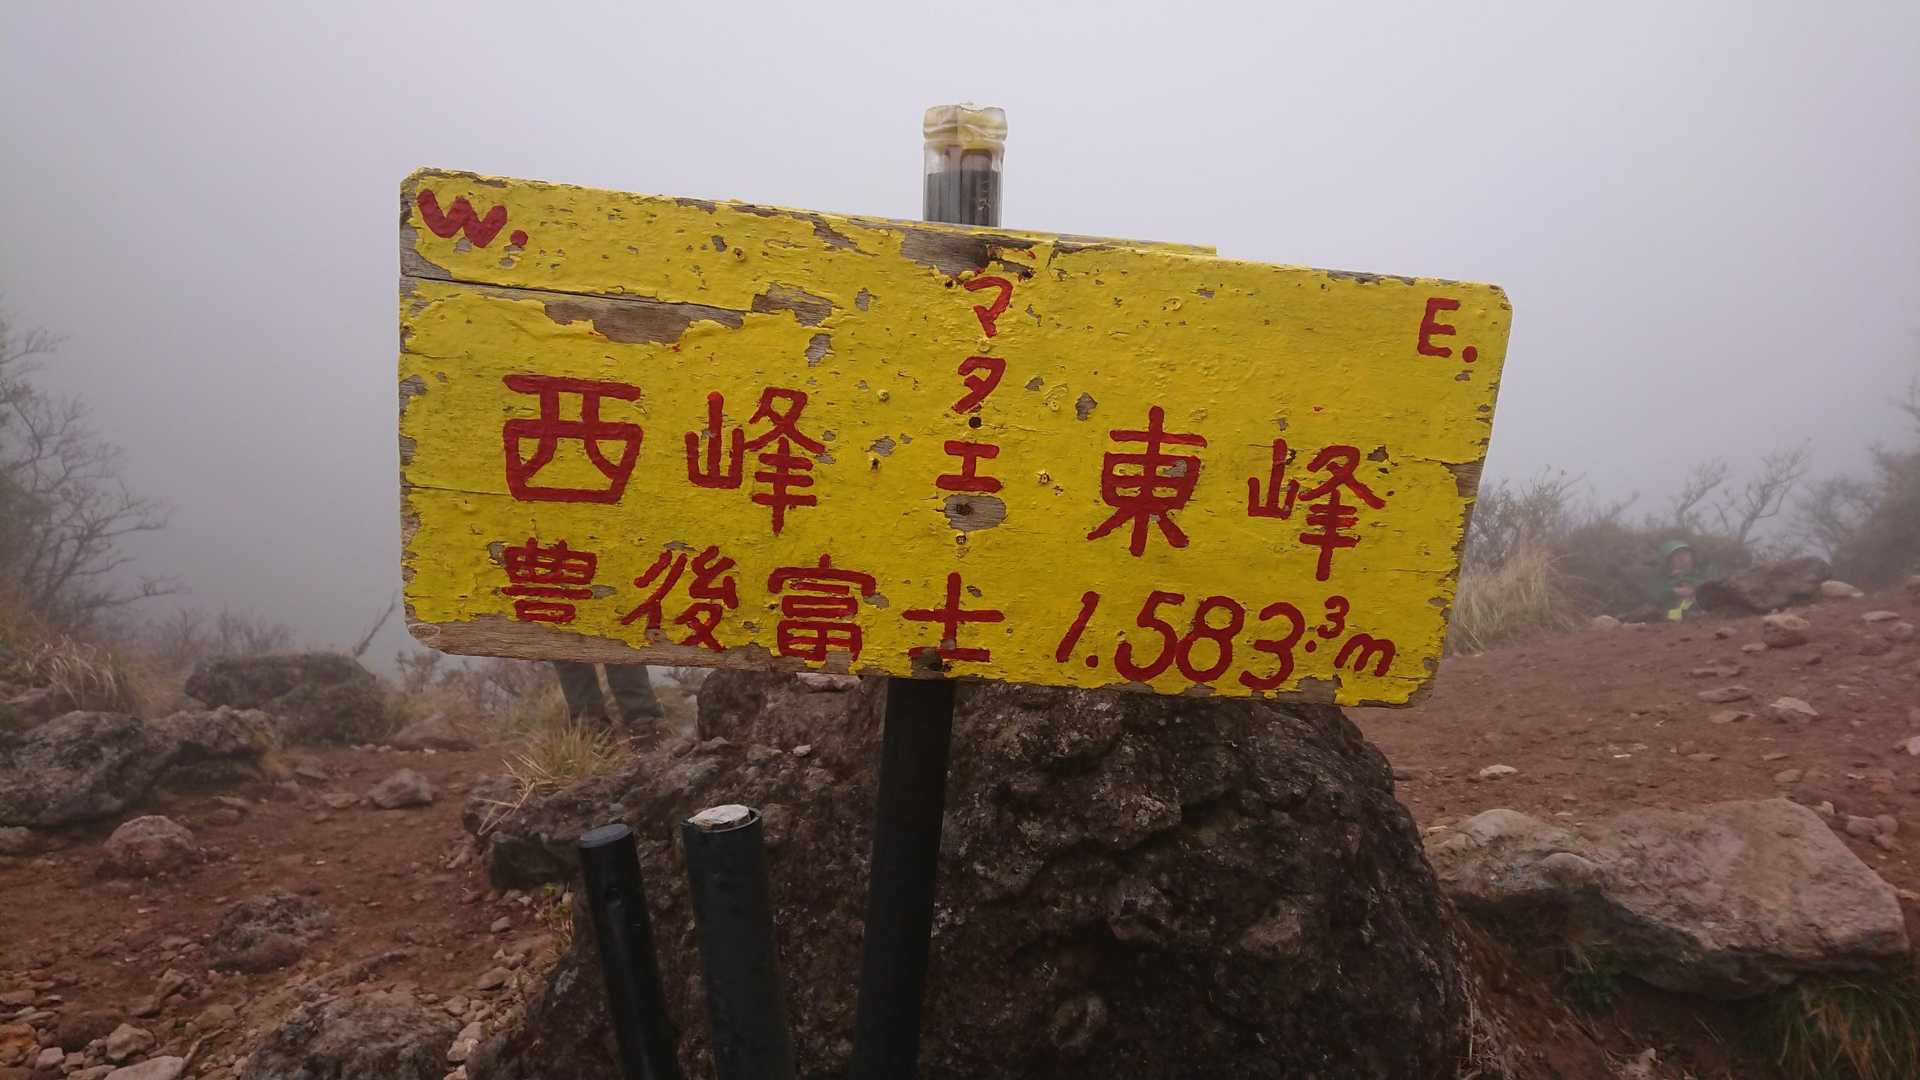 W.
E.
マタエ
西峰
東峰
豊後富士 1.583.3m